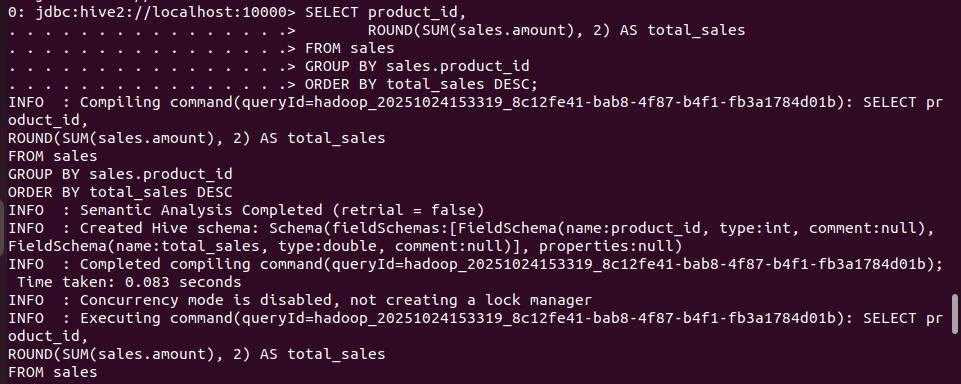 0: jdbc:hive2://localhost:10000> SELECT product_id,
. . . . . . . . . . . . . . . .>        ROUND(SUM(sales.amount), 2) AS total_sales
. . . . . . . . . . . . . . . .> FROM sales
. . . . . . . . . . . . . . . .> GROUP BY sales.product_id
. . . . . . . . . . . . . . . .> ORDER BY total_sales DESC;
INFO  : Compiling command(queryId=hadoop_20251024153319_8c12fe41-bab8-4f87-b4f1-fb3a1784d01b): SELECT pr
oduct_id,
ROUND(SUM(sales.amount), 2) AS total_sales
FROM sales
GROUP BY sales.product_id
ORDER BY total_sales DESC
INFO  : Semantic Analysis Completed (retrial = false)
INFO  : Created Hive schema: Schema(fieldSchemas:[FieldSchema(name:product_id, type:int, comment:null),
FieldSchema(name:total_sales, type:double, comment:null)], properties:null)
INFO  : Completed compiling command(queryId=hadoop_20251024153319_8c12fe41-bab8-4f87-b4f1-fb3a1784d01b);
 Time taken: 0.083 seconds
INFO  : Concurrency mode is disabled, not creating a lock manager
INFO  : Executing command(queryId=hadoop_20251024153319_8c12fe41-bab8-4f87-b4f1-fb3a1784d01b): SELECT pr
oduct_id,
ROUND(SUM(sales.amount), 2) AS total_sales
FROM sales